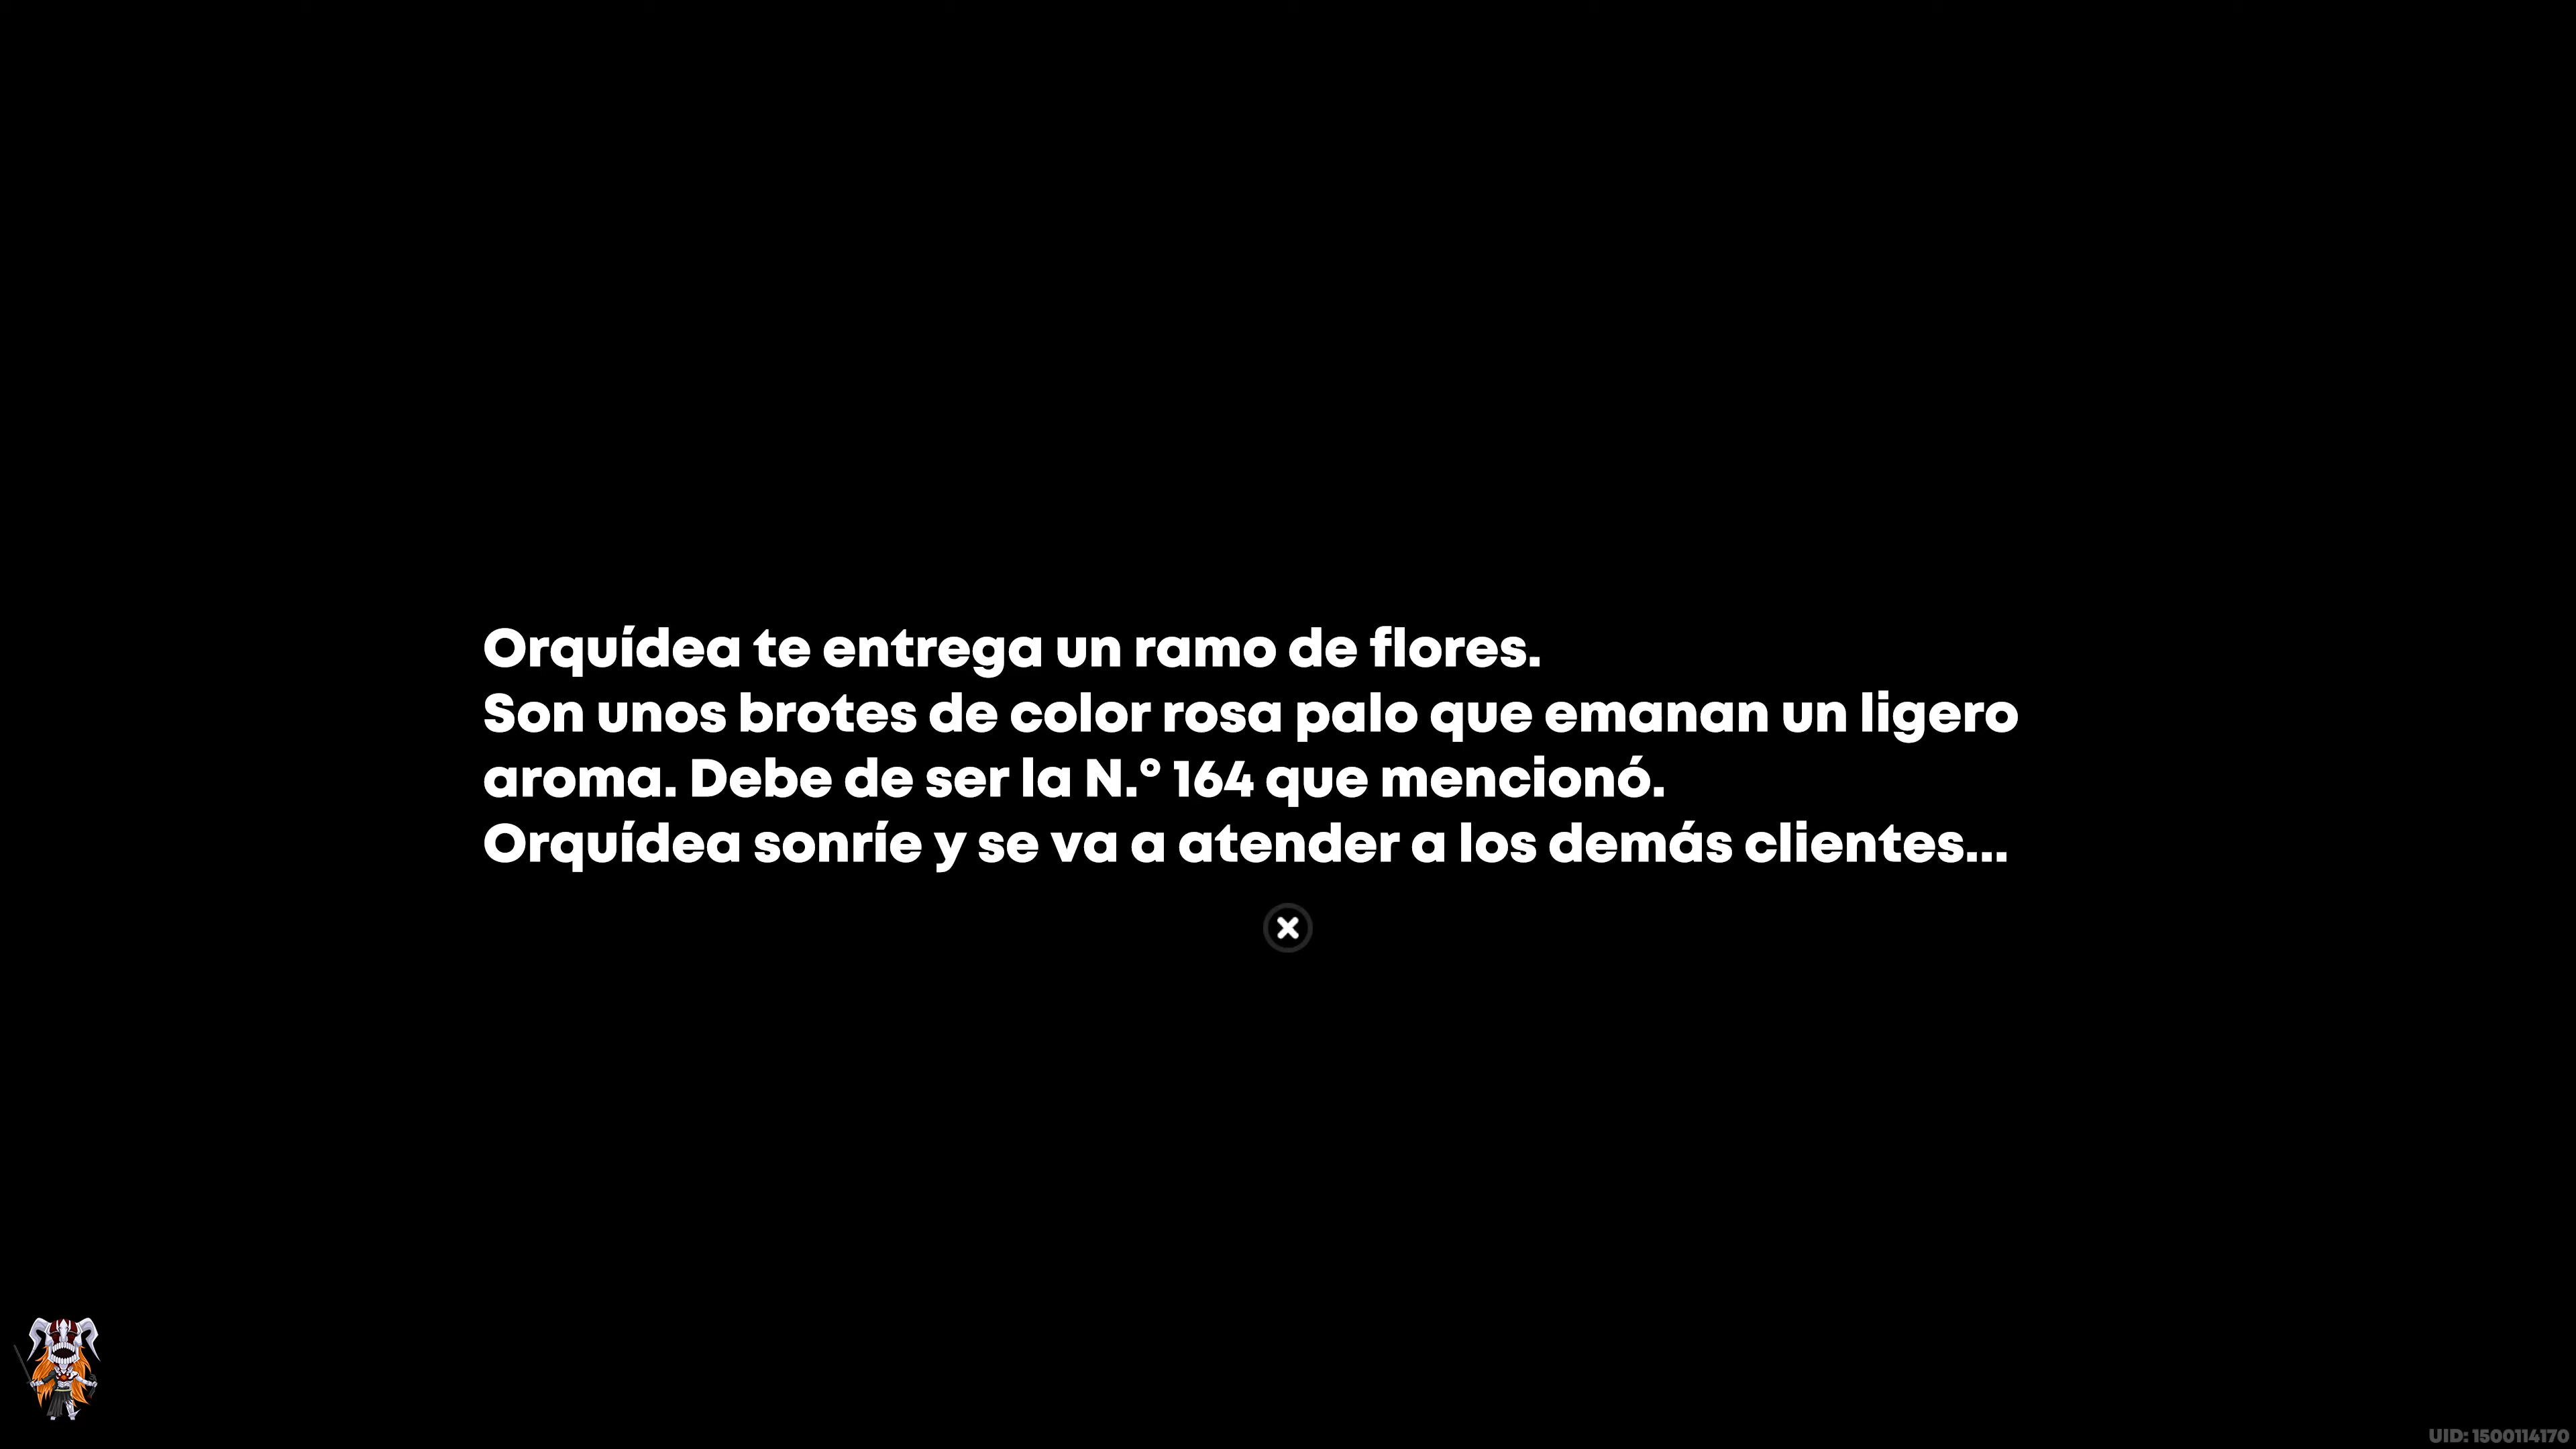 Orquídea te entrega un ramo de flores.
Son unos brotes de color rosa palo que emanan un ligero
aroma. Debe de ser la N.º 164 que mencionó.
Orquídea sonríe y se va a atender a los demás clientes...
UID: 1500114170